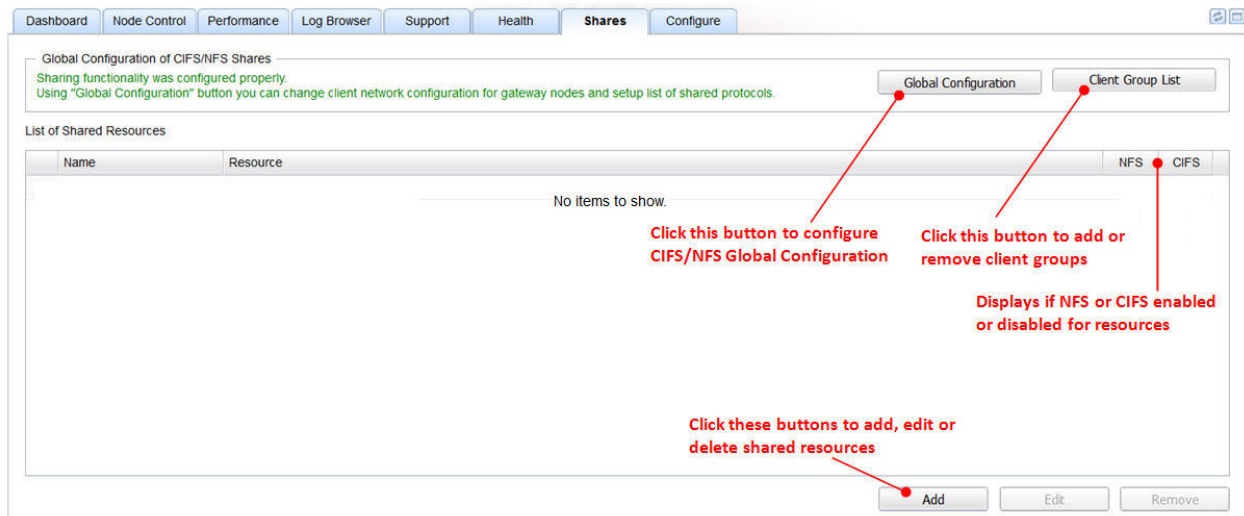 Dashboard Node Control Performance Log Browser Support Health Shares Configure
Global Configuration of CIFS/NFS Shares
Sharing functionality was configured properly.
Using "Global Configuration" button you can change client network configuration for gateway nodes and setup list of shared protocols.
Global Configuration
Client Group List
List of Shared Resources
Name Resource NFS CIFS
No items to show.
Click this button to configure
CIFS/NFS Global Configuration
Click this button to add or
remove client groups
Displays if NFS or CIFS enabled
or disabled for resources
Click these buttons to add, edit or
delete shared resources
Add Edit Remove